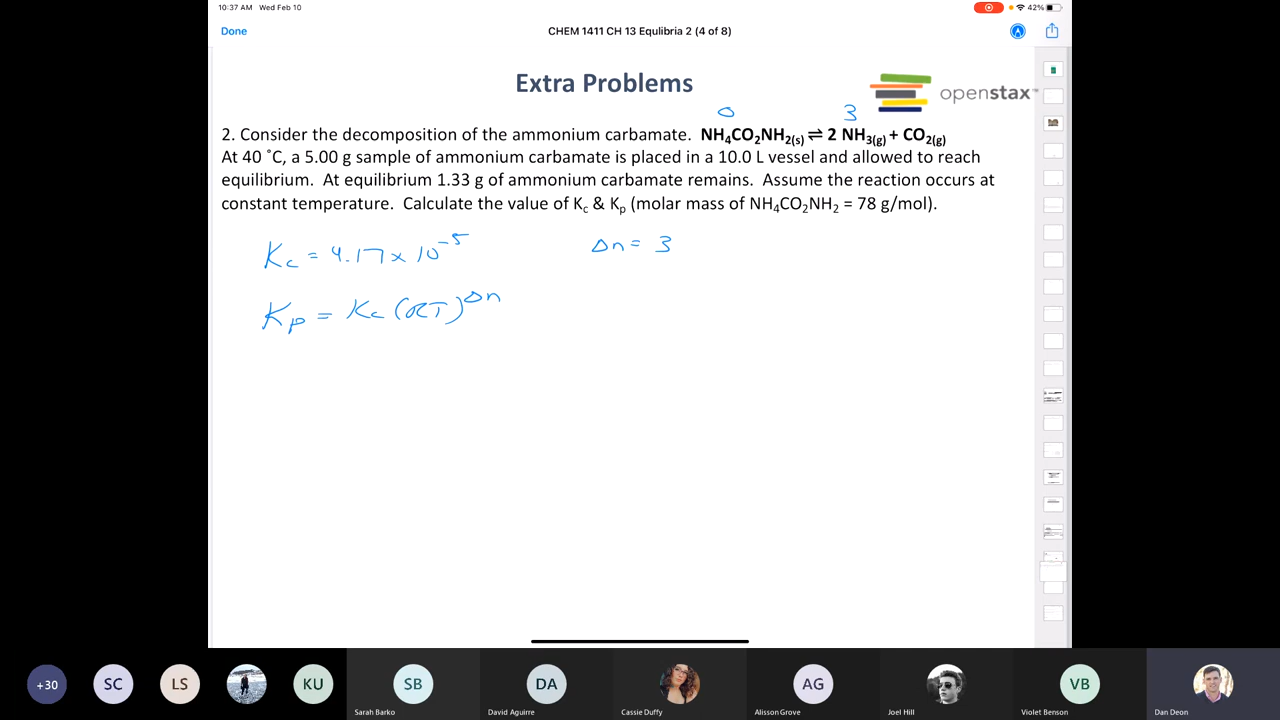 10:37 AM Wed Feb 10
42%
Done
CHEM 1411 CH 13 Equlibria 2 (4 of 8)
Extra Problems
openstax™
0 3
2. Consider the decomposition of the ammonium carbamate. NH₄CO₂NH₂(s) ⇌ 2 NH₃(g) + CO₂(g)
At 40 ˚C, a 5.00 g sample of ammonium carbamate is placed in a 10.0 L vessel and allowed to reach
equilibrium. At equilibrium 1.33 g of ammonium carbamate remains. Assume the reaction occurs at
constant temperature. Calculate the value of Kc & Kp (molar mass of NH₄CO₂NH₂ = 78 g/mol).
Kc = 4.17 x 10⁻⁵
Δn = 3
Kp = Kc (RT)^Δn
+30
SC
LS
KU
SB
Sarah Barko
DA
David Aguirre
Cassie Duffy
AG
Alisson Grove
Joel Hill
VB
Violet Benson
Dan Deon